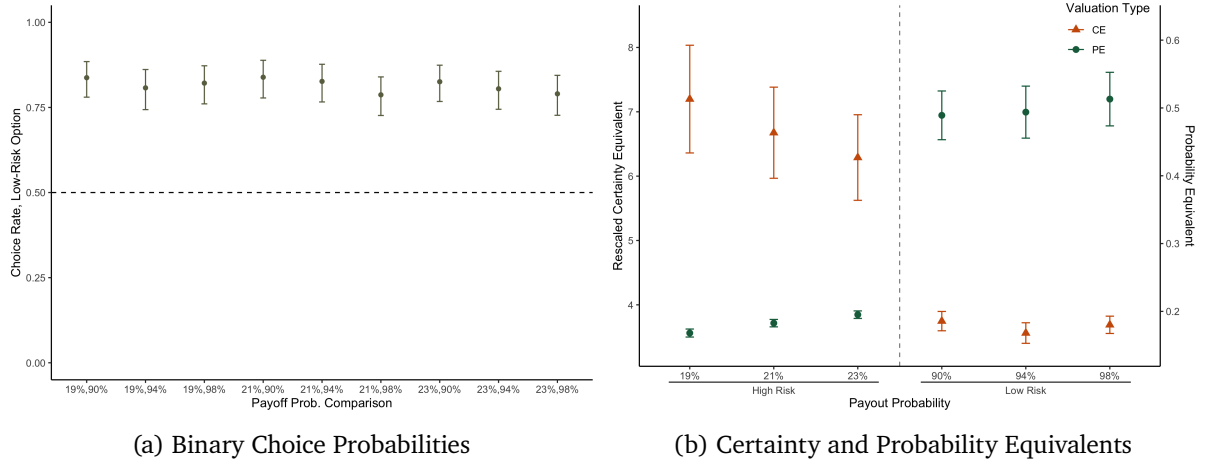 1.00
0.75
0.50
0.25
0.00
Choice Rate, Low-Risk Option
19%,90%
19%,94%
19%,98%
21%,90%
21%,94%
21%,98%
23%,90%
23%,94%
23%,98%
Payoff Prob. Comparison
(a) Binary Choice Probabilities
Valuation Type
CE
PE
8
7
6
5
4
Rescaled Certainty Equivalent
0.6
0.5
0.4
0.3
0.2
Probability Equivalent
19%
21%
23%
90%
94%
98%
High Risk
Low Risk
Payout Probability
(b) Certainty and Probability Equivalents